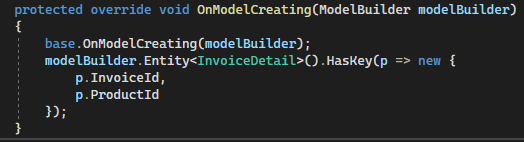 protected override void OnModelCreating(ModelBuilder modelBuilder)
{
    base.OnModelCreating(modelBuilder);
    modelBuilder.Entity<InvoiceDetail>().HasKey(p => new {
        p.InvoiceId,
        p.ProductId
    });
}